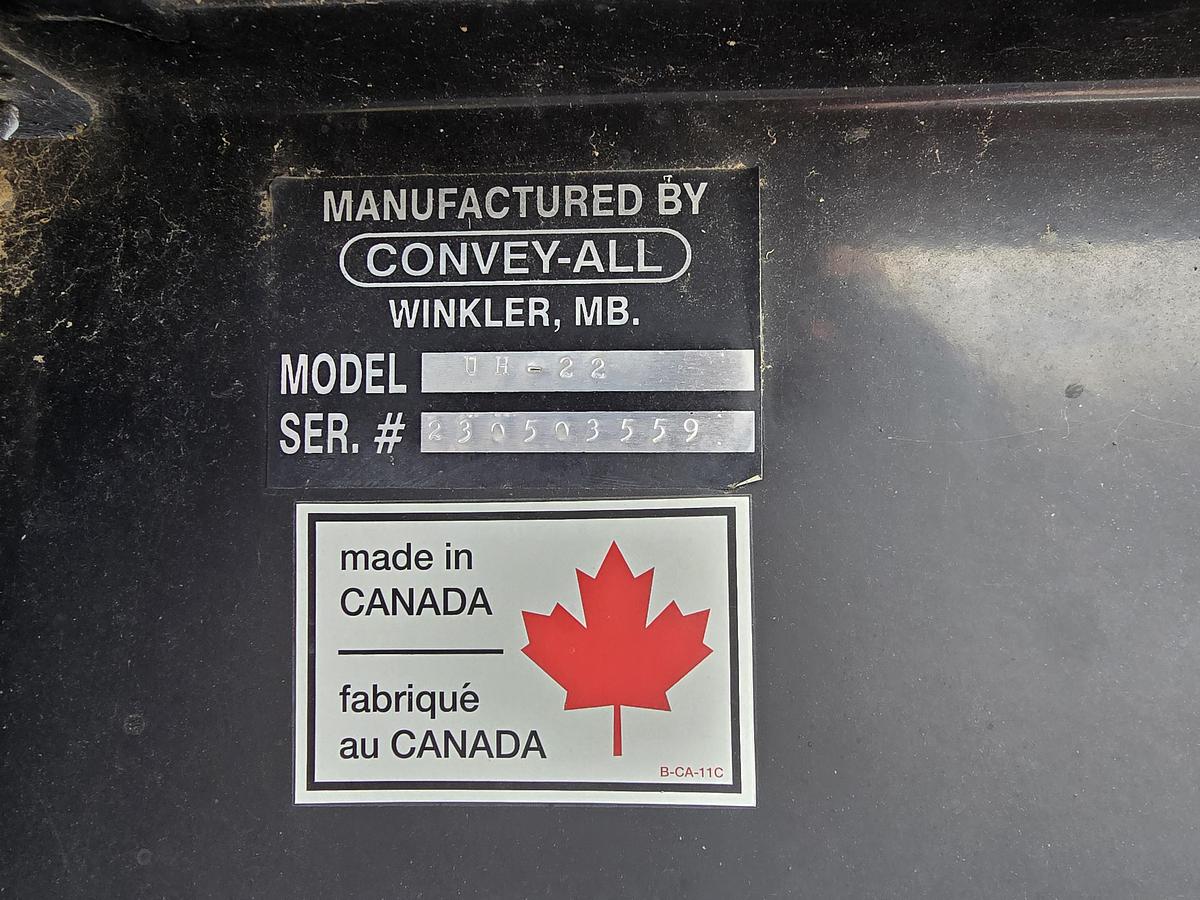 MANUFACTURED BY
CONVEY-ALL
WINKLER, MB.
MODEL UH-22
SER. # 230503559
made in
CANADA
fabriqué
au CANADA
B-CA-11C